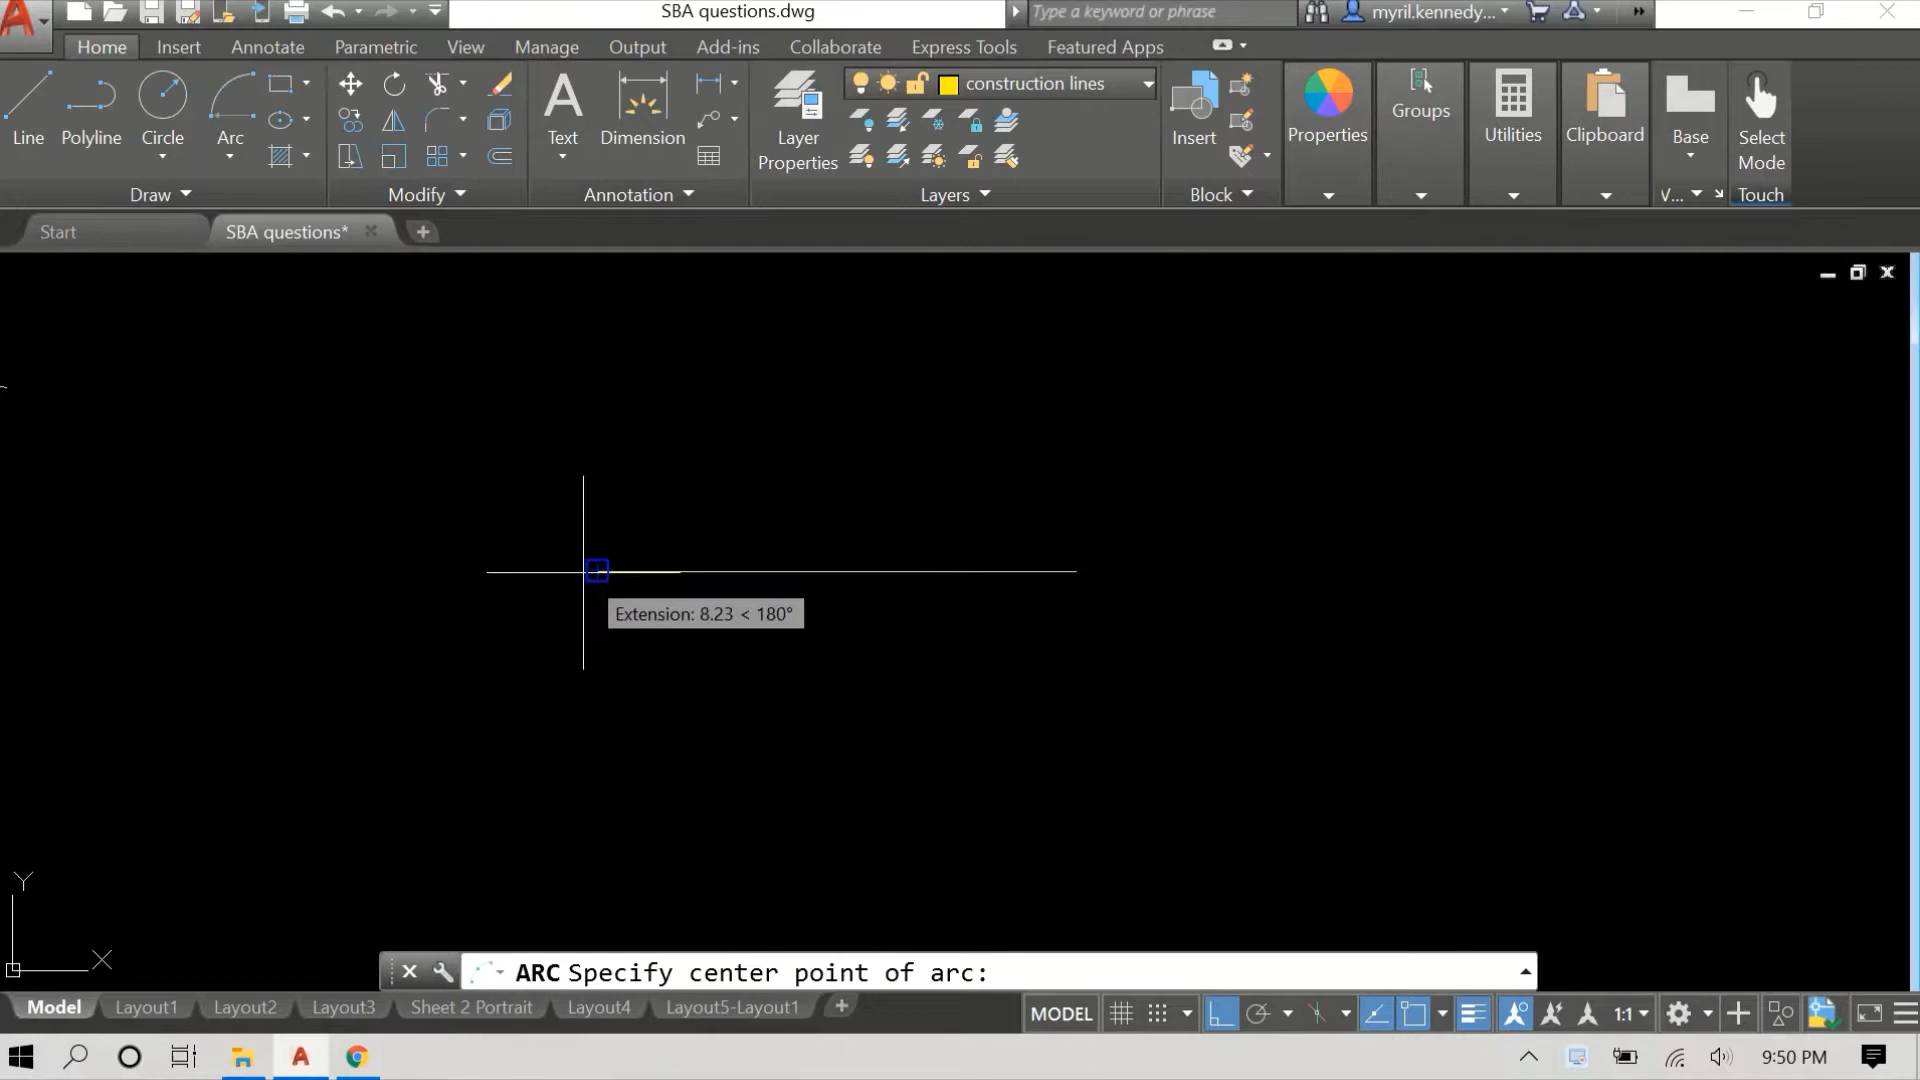 SBA questions.dwg
Type a keyword or phrase
myril.kennedy...
Home Insert Annotate Parametric View Manage Output Add-ins Collaborate Express Tools Featured Apps
construction lines
Line Polyline Circle Arc
Text Dimension
Layer
Properties
Insert
Properties
Groups
Utilities
Clipboard
Base
Select
Mode
Draw Modify Annotation Layers Block V... Touch
Start SBA questions*
Extension: 8.23 < 180°
Y
X
ARC Specify center point of arc:
Model Layout1 Layout2 Layout3 Sheet 2 Portrait Layout4 Layout5-Layout1
MODEL 1:1
9:50 PM